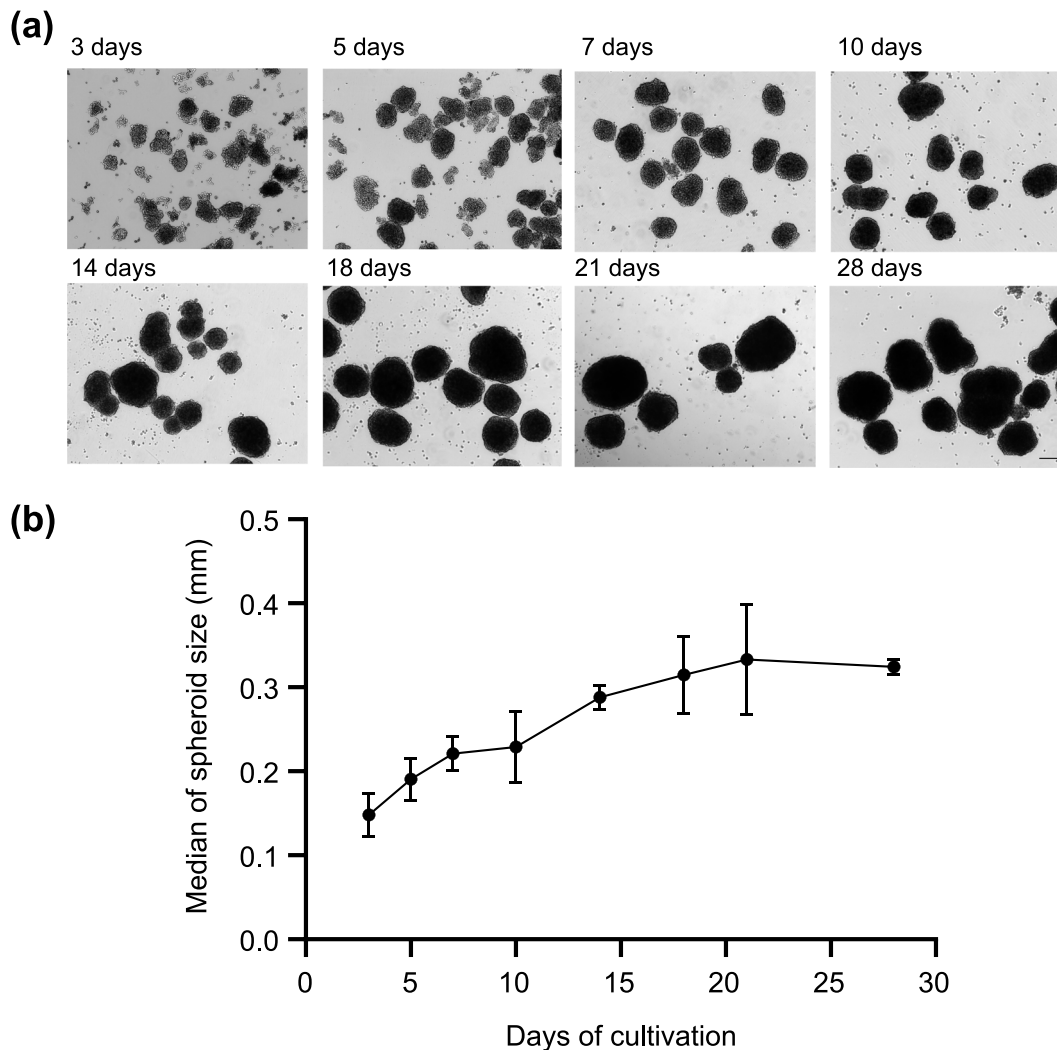 (a)
3 days
5 days
7 days
10 days
14 days
18 days
21 days
28 days
(b)
0.5
0.4
0.3
0.2
0.1
0.0
Median of spheroid size (mm)
0 5 10 15 20 25 30
Days of cultivation